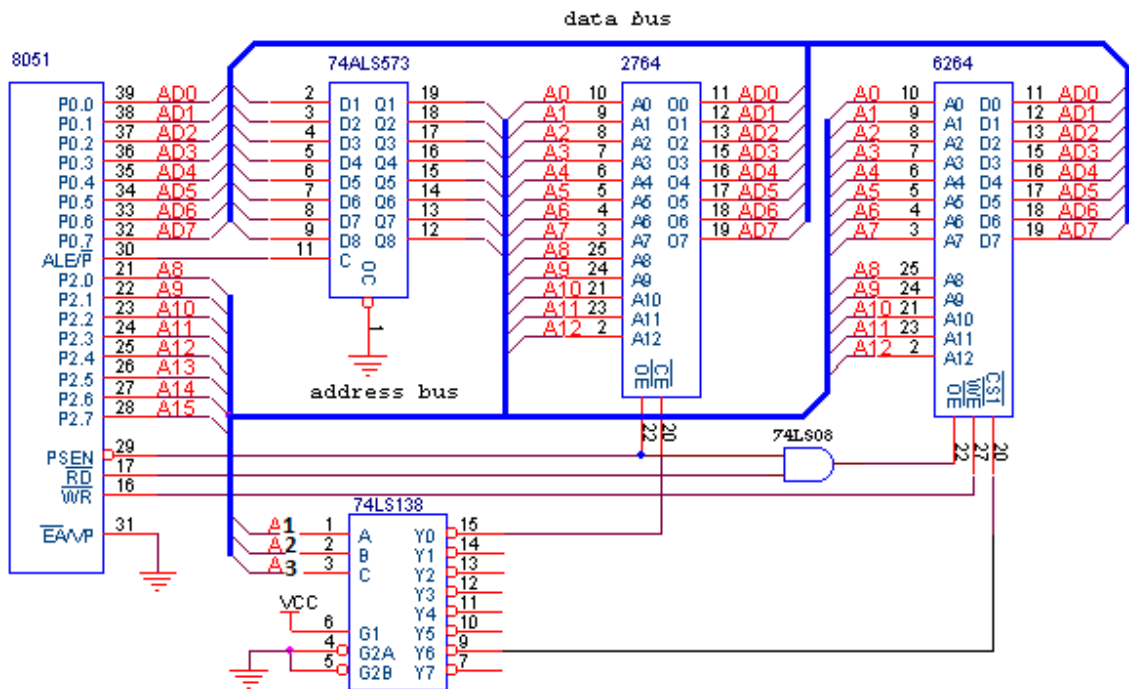 data bus
8051
74ALS573
2764
6264
P0.0 39 AD0
P0.1 38 AD1
P0.2 37 AD2
P0.3 36 AD3
P0.4 35 AD4
P0.5 34 AD5
P0.6 33 AD6
P0.7 32 AD7
ALE/P 30
P2.0 21 A8
P2.1 22 A9
P2.2 23 A10
P2.3 24 A11
P2.4 25 A12
P2.5 26 A13
P2.6 27 A14
P2.7 28 A15
PSEN 29
RD 17
WR 16
EA/VP 31
2 D1 Q1 19
3 D2 Q2 18
4 D3 Q3 17
5 D4 Q4 16
6 D5 Q5 15
7 D6 Q6 14
8 D7 Q7 13
9 D8 Q8 12
11 C
OC
1
A0 10 A0 O0 11 AD0
A1 9 A1 O1 12 AD1
A2 8 A2 O2 13 AD2
A3 7 A3 O3 15 AD3
A4 6 A4 O4 16 AD4
A5 5 A5 O5 17 AD5
A6 4 A6 O6 18 AD6
A7 3 A7 O7 19 AD7
A8 25 A8
A9 24 A9
A10 21 A10
A11 23 A11
A12 2 A12
OE CE
22 20
A0 10 A0 D0 11 AD0
A1 9 A1 D1 12 AD1
A2 8 A2 D2 13 AD2
A3 7 A3 D3 15 AD3
A4 6 A4 D4 16 AD4
A5 5 A5 D5 17 AD5
A6 4 A6 D6 18 AD6
A7 3 A7 D7 19 AD7
A8 25 A8
A9 24 A9
A10 21 A10
A11 23 A11
A12 2 A12
OE WE CS1
22 27 20
address bus
74LS08
74LS138
A1 1 A Y0 15
A2 2 B Y1 14
A3 3 C Y2 13
Y3 12
Y4 11
VCC
6 G1 Y5 10
4 G2A Y6 9
5 G2B Y7 7